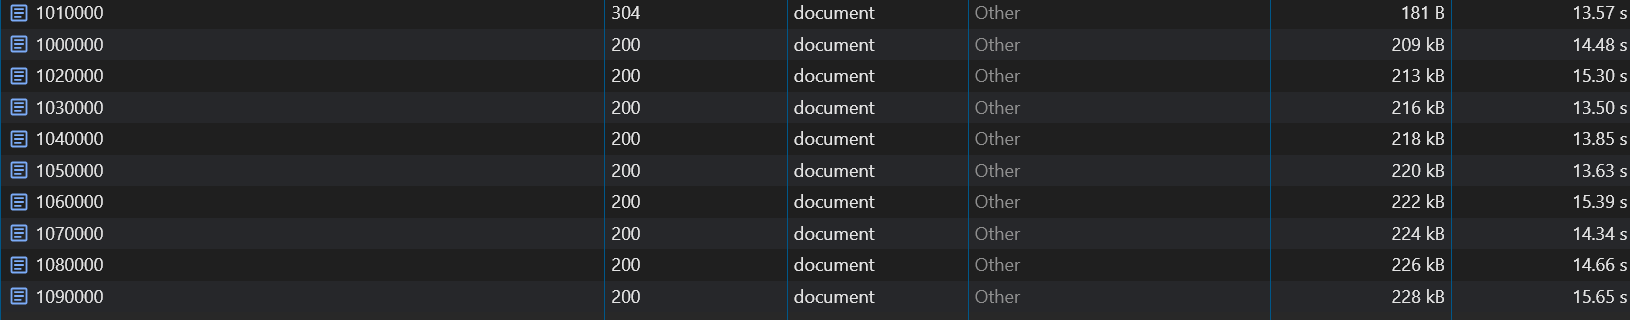 1010000 304 document Other 181 B 13.57 s
1000000 200 document Other 209 kB 14.48 s
1020000 200 document Other 213 kB 15.30 s
1030000 200 document Other 216 kB 13.50 s
1040000 200 document Other 218 kB 13.85 s
1050000 200 document Other 220 kB 13.63 s
1060000 200 document Other 222 kB 15.39 s
1070000 200 document Other 224 kB 14.34 s
1080000 200 document Other 226 kB 14.66 s
1090000 200 document Other 228 kB 15.65 s